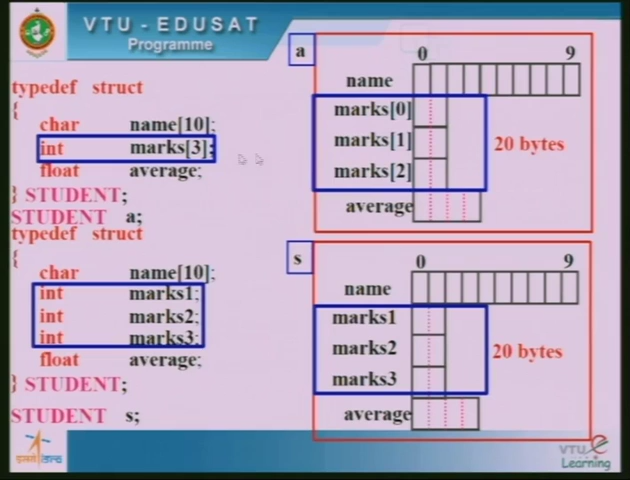 VTU - EDUSAT
Programme
typedef struct
{
char name[10];
int marks[3];
float average;
} STUDENT;
STUDENT a;
typedef struct
{
char name[10];
int marks1;
int marks2;
int marks3;
float average;
} STUDENT;
STUDENT s;
a
0 9
name
marks[0]
marks[1]
marks[2]
average
20 bytes
s
0 9
name
marks1
marks2
marks3
average
20 bytes
VTU e
Learning